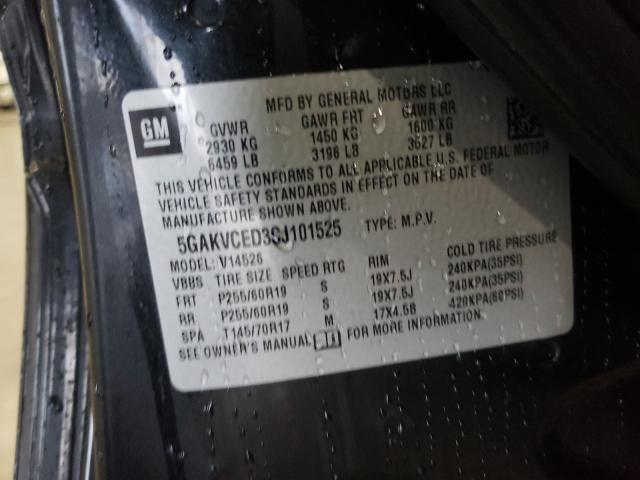 GM
MFD BY GENERAL MOTORS LLC
GVWR GAWR FRT GAWR RR
2930 KG 1450 KG 1600 KG
6459 LB 3196 LB 3527 LB
THIS VEHICLE CONFORMS TO ALL APPLICABLE U.S. FEDERAL MOTOR
VEHICLE SAFETY STANDARDS IN EFFECT ON THE DATE OF
MANUFACTURE SHOWN ABOVE.
5GAKVCED3CJ101525 TYPE: M.P.V.
MODEL: V14526
VBBS TIRE SIZE SPEED RTG RIM COLD TIRE PRESSURE
FRT P255/60R19 S 19X7.5J 240KPA(35PSI)
RR P255/60R19 S 19X7.5J 240KPA(35PSI)
SPA T145/70R17 M 17X4.5B 420KPA(60PSI)
SEE OWNER'S MANUAL FOR MORE INFORMATION.